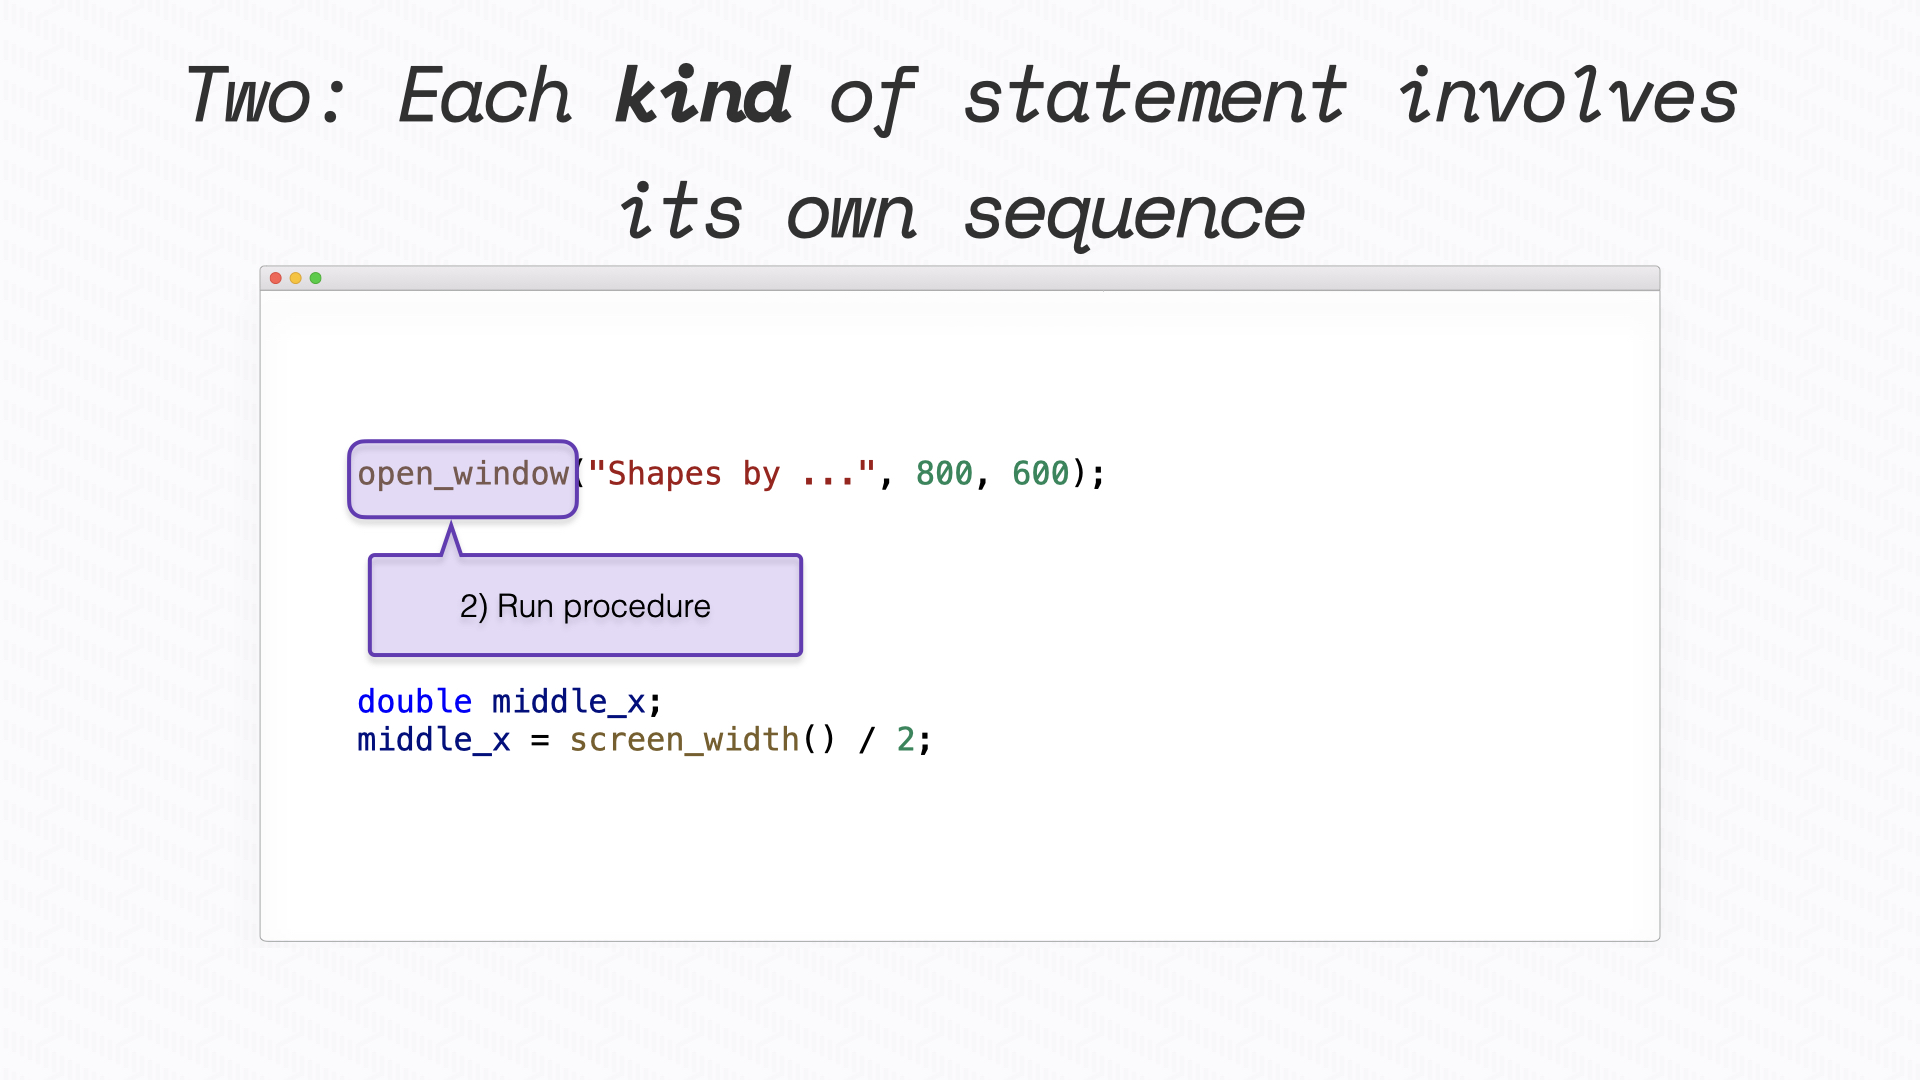 Two: Each kind of statement involves
its own sequence
open_window("Shapes by ...", 800, 600);
2) Run procedure
double middle_x;
middle_x = screen_width() / 2;